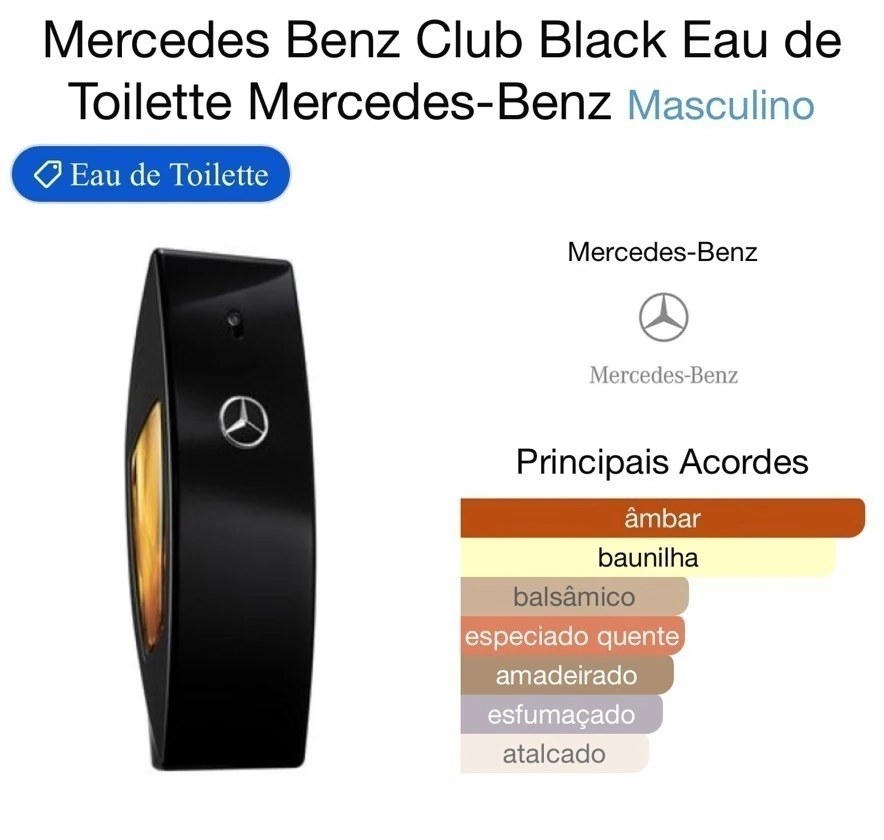 Mercedes Benz Club Black Eau de
Toilette Mercedes-Benz Masculino
Eau de Toilette
Mercedes-Benz
Mercedes-Benz
Principais Acordes
âmbar
baunilha
balsâmico
especiado quente
amadeirado
esfumaçado
atalcado